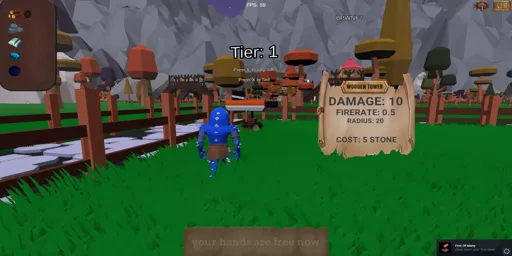 FPS: 59
Tier: 1
WOODEN TOWER
DAMAGE: 10
FIRERATE: 0.5
RADIUS: 20
COST: 5 STONE
your hands are free now